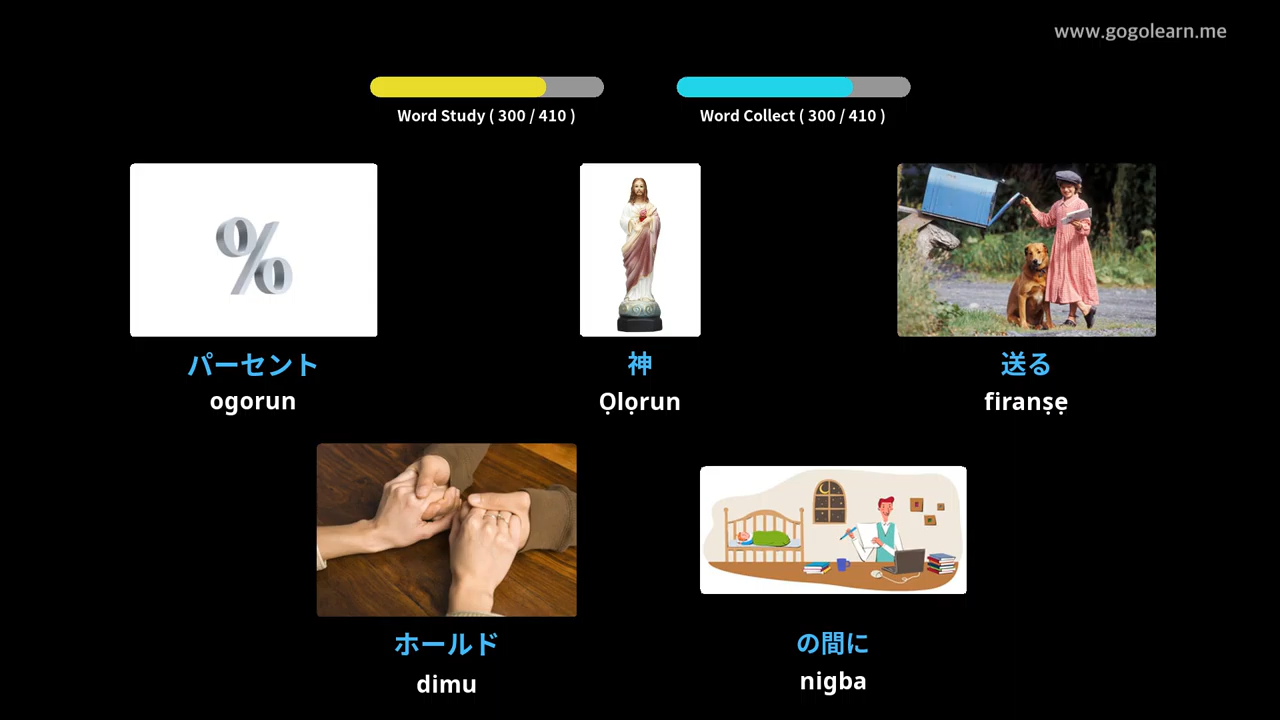 www.gogolearn.me
Word Study ( 300 / 410 )
Word Collect ( 300 / 410 )
%
パーセント
ogorun
神
Ọlọrun
送る
firanṣẹ
ホールド
dimu
の間に
nigba